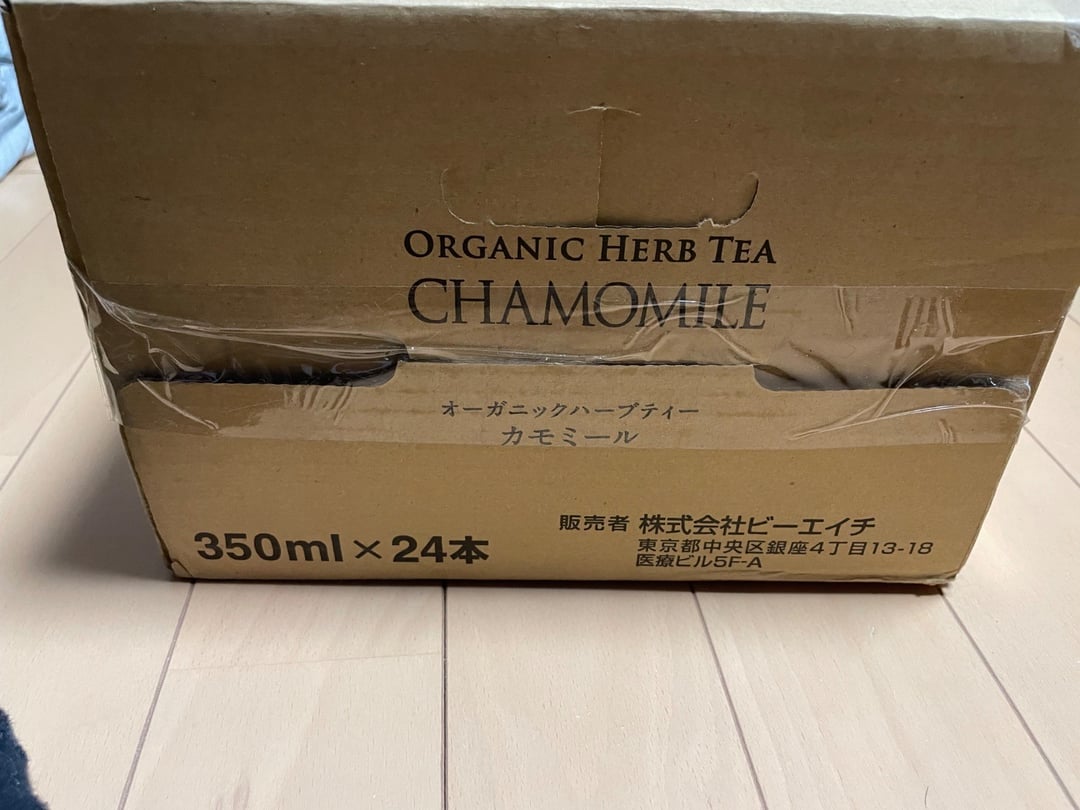 ORGANIC HERB TEA
CHAMOMILE
オーガニックハーブティー
カモミール
350ml×24本
販売者 株式会社ビーエイチ
東京都中央区銀座4丁目13-18
医療ビル5F-A